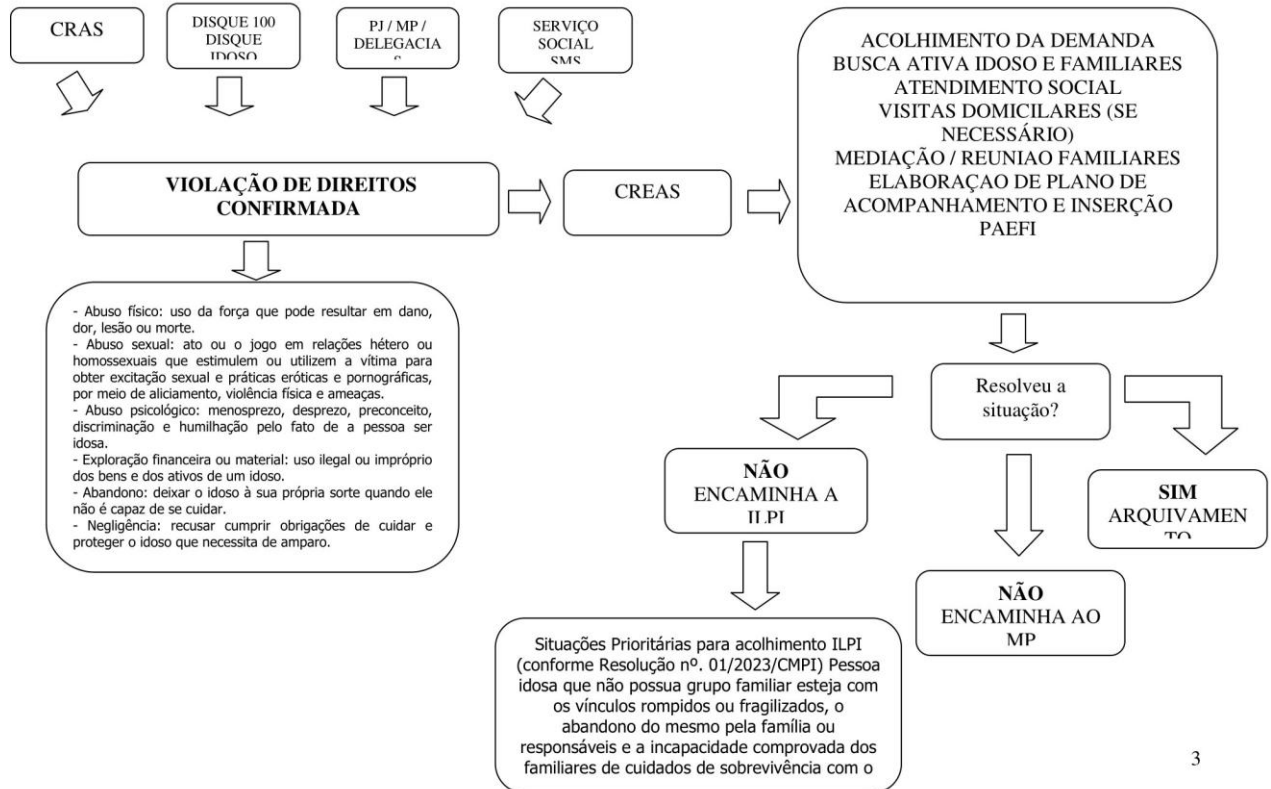 CRAS
DISQUE 100
DISQUE
IDOSO
PJ / MP /
DELEGACIA
S
SERVIÇO
SOCIAL
SMS
ACOLHIMENTO DA DEMANDA
BUSCA ATIVA IDOSO E FAMILIARES
ATENDIMENTO SOCIAL
VISITAS DOMICILARES (SE
NECESSÁRIO)
MEDIAÇÃO / REUNIAO FAMILIARES
ELABORAÇAO DE PLANO DE
ACOMPANHAMENTO E INSERÇÃO
PAEFI
VIOLAÇÃO DE DIREITOS
CONFIRMADA
CREAS
- Abuso físico: uso da força que pode resultar em dano,
dor, lesão ou morte.
- Abuso sexual: ato ou o jogo em relações hétero ou
homossexuais que estimulem ou utilizem a vítima para
obter excitação sexual e práticas eróticas e pornográficas,
por meio de aliciamento, violência física e ameaças.
- Abuso psicológico: menosprezo, desprezo, preconceito,
discriminação e humilhação pelo fato de a pessoa ser
idosa.
- Exploração financeira ou material: uso ilegal ou impróprio
dos bens e dos ativos de um idoso.
- Abandono: deixar o idoso à sua própria sorte quando ele
não é capaz de se cuidar.
- Negligência: recusar cumprir obrigações de cuidar e
proteger o idoso que necessita de amparo.
Resolveu a
situação?
NÃO
ENCAMINHA A
ILPI
SIM
ARQUIVAMEN
TO
NÃO
ENCAMINHA AO
MP
Situações Prioritárias para acolhimento ILPI
(conforme Resolução nº. 01/2023/CMPI) Pessoa
idosa que não possua grupo familiar esteja com
os vínculos rompidos ou fragilizados, o
abandono do mesmo pela família ou
responsáveis e a incapacidade comprovada dos
familiares de cuidados de sobrevivência com o
3